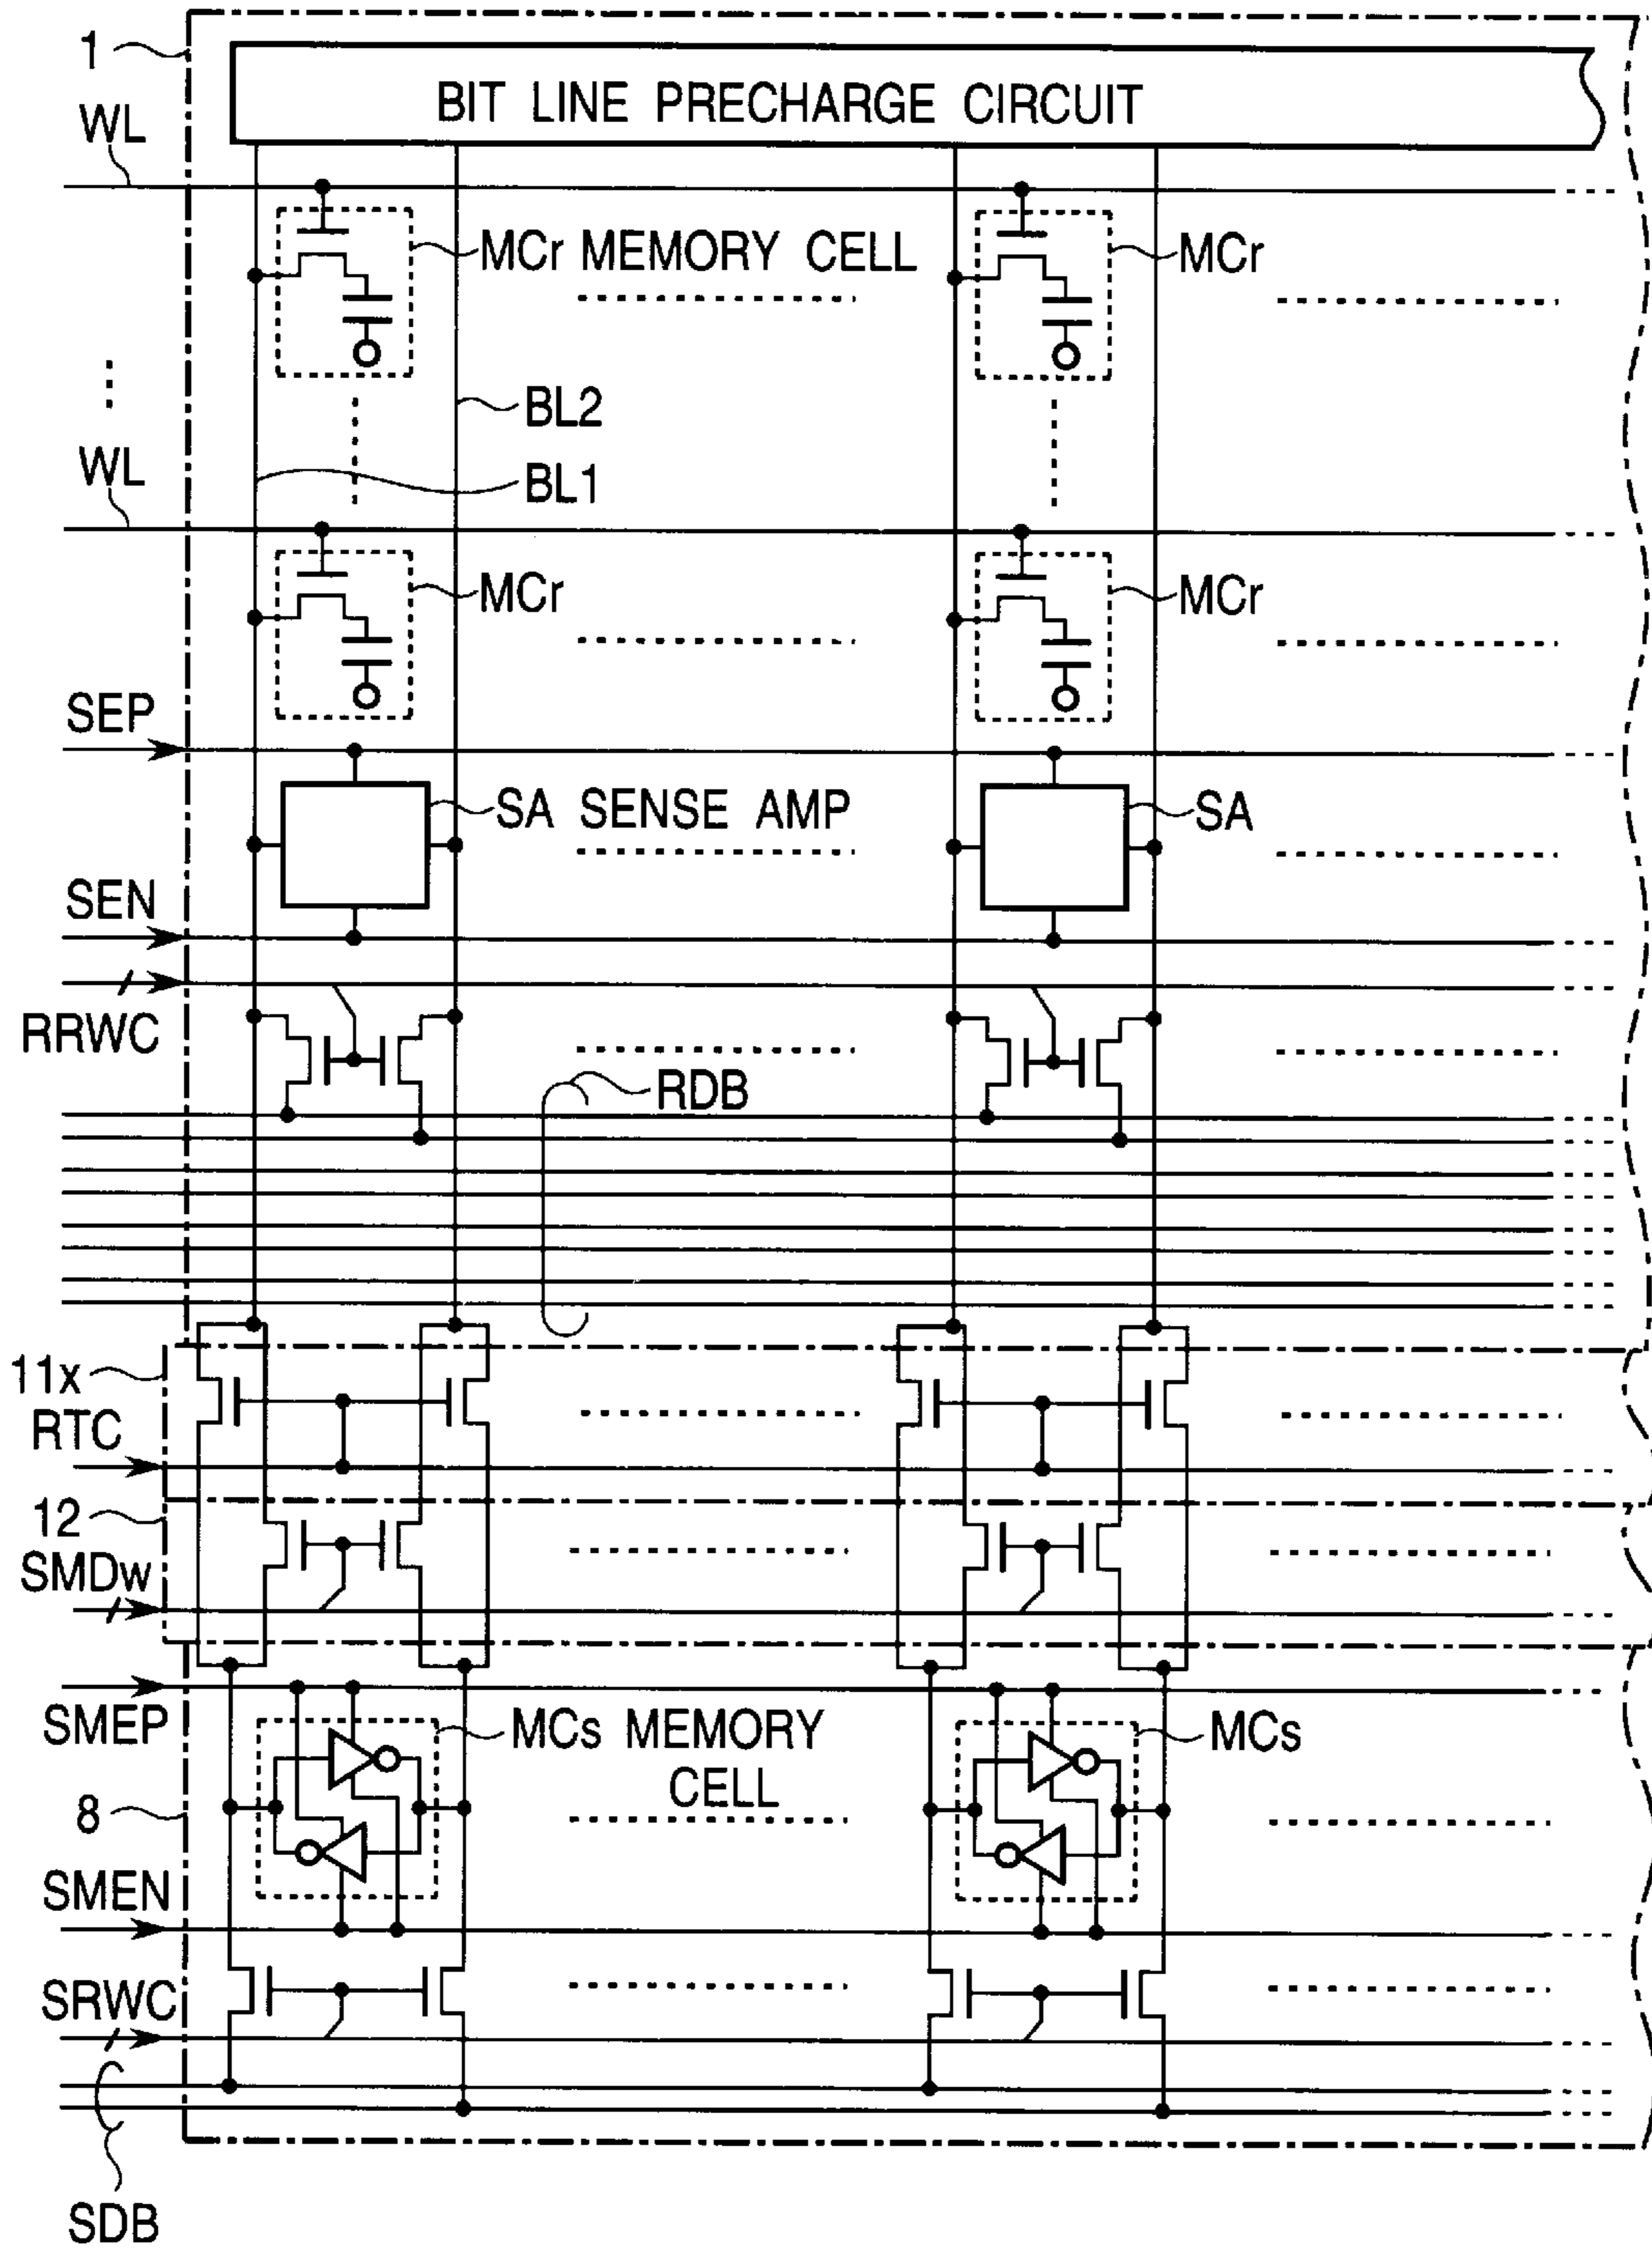 1
BIT LINE PRECHARGE CIRCUIT
WL
MCr MEMORY CELL
MCr
BL2
WL
BL1
MCr
MCr
SEP
SA SENSE AMP
SA
SEN
RRWC
RDB
11x
RTC
12
SMDw
SMEP
MCs MEMORY
CELL
MCs
8
SMEN
SRWC
SDB